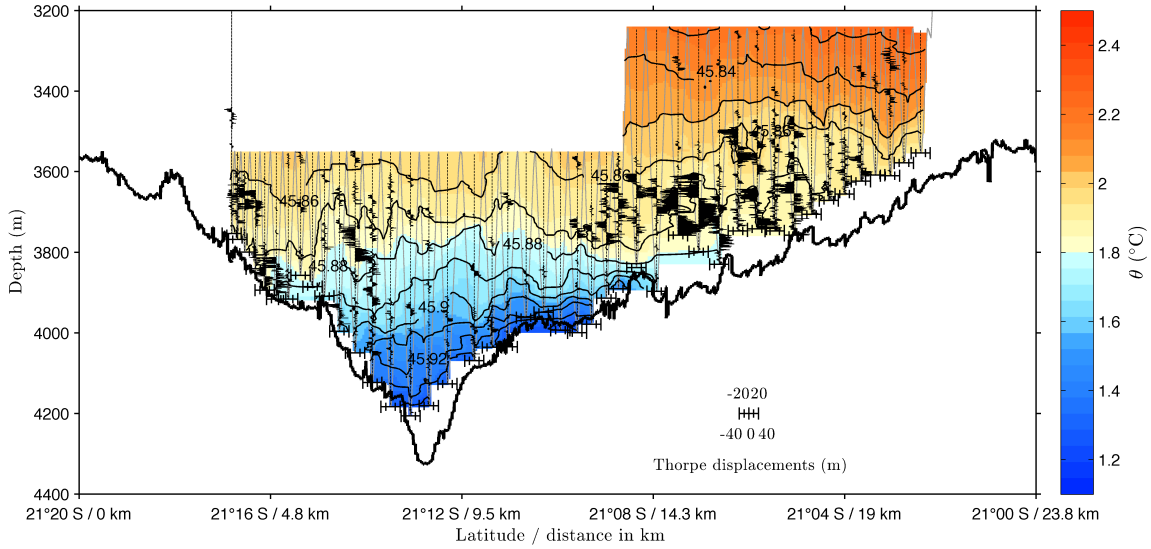 3200
3400
3600
3800
4000
4200
4400
Depth (m)
45.84
45.86
45.86
45.86
45.88
45.88
45.9
45.92
-2020
-40 0 40
Thorpe displacements (m)
21°20 S / 0 km
21°16 S / 4.8 km
21°12 S / 9.5 km
21°08 S / 14.3 km
21°04 S / 19 km
21°00 S / 23.8 km
Latitude / distance in km
2.4
2.2
2
1.8
1.6
1.4
1.2
θ (°C)